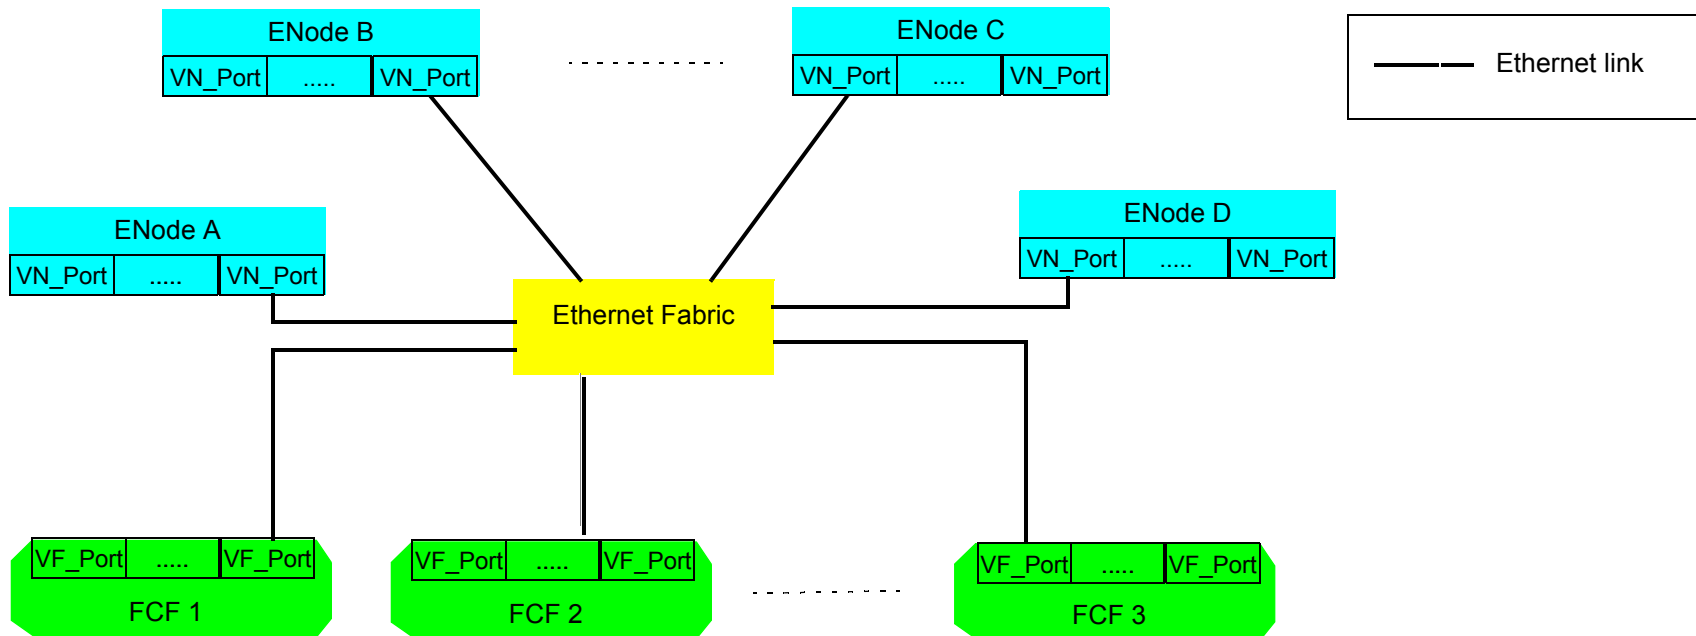 ENode B
VN_Port ..... VN_Port
ENode C
VN_Port ..... VN_Port
Ethernet link
ENode A
VN_Port ..... VN_Port
ENode D
VN_Port ..... VN_Port
Ethernet Fabric
VF_Port ..... VF_Port
FCF 1
VF_Port ..... VF_Port
FCF 2
VF_Port ..... VF_Port
FCF 3